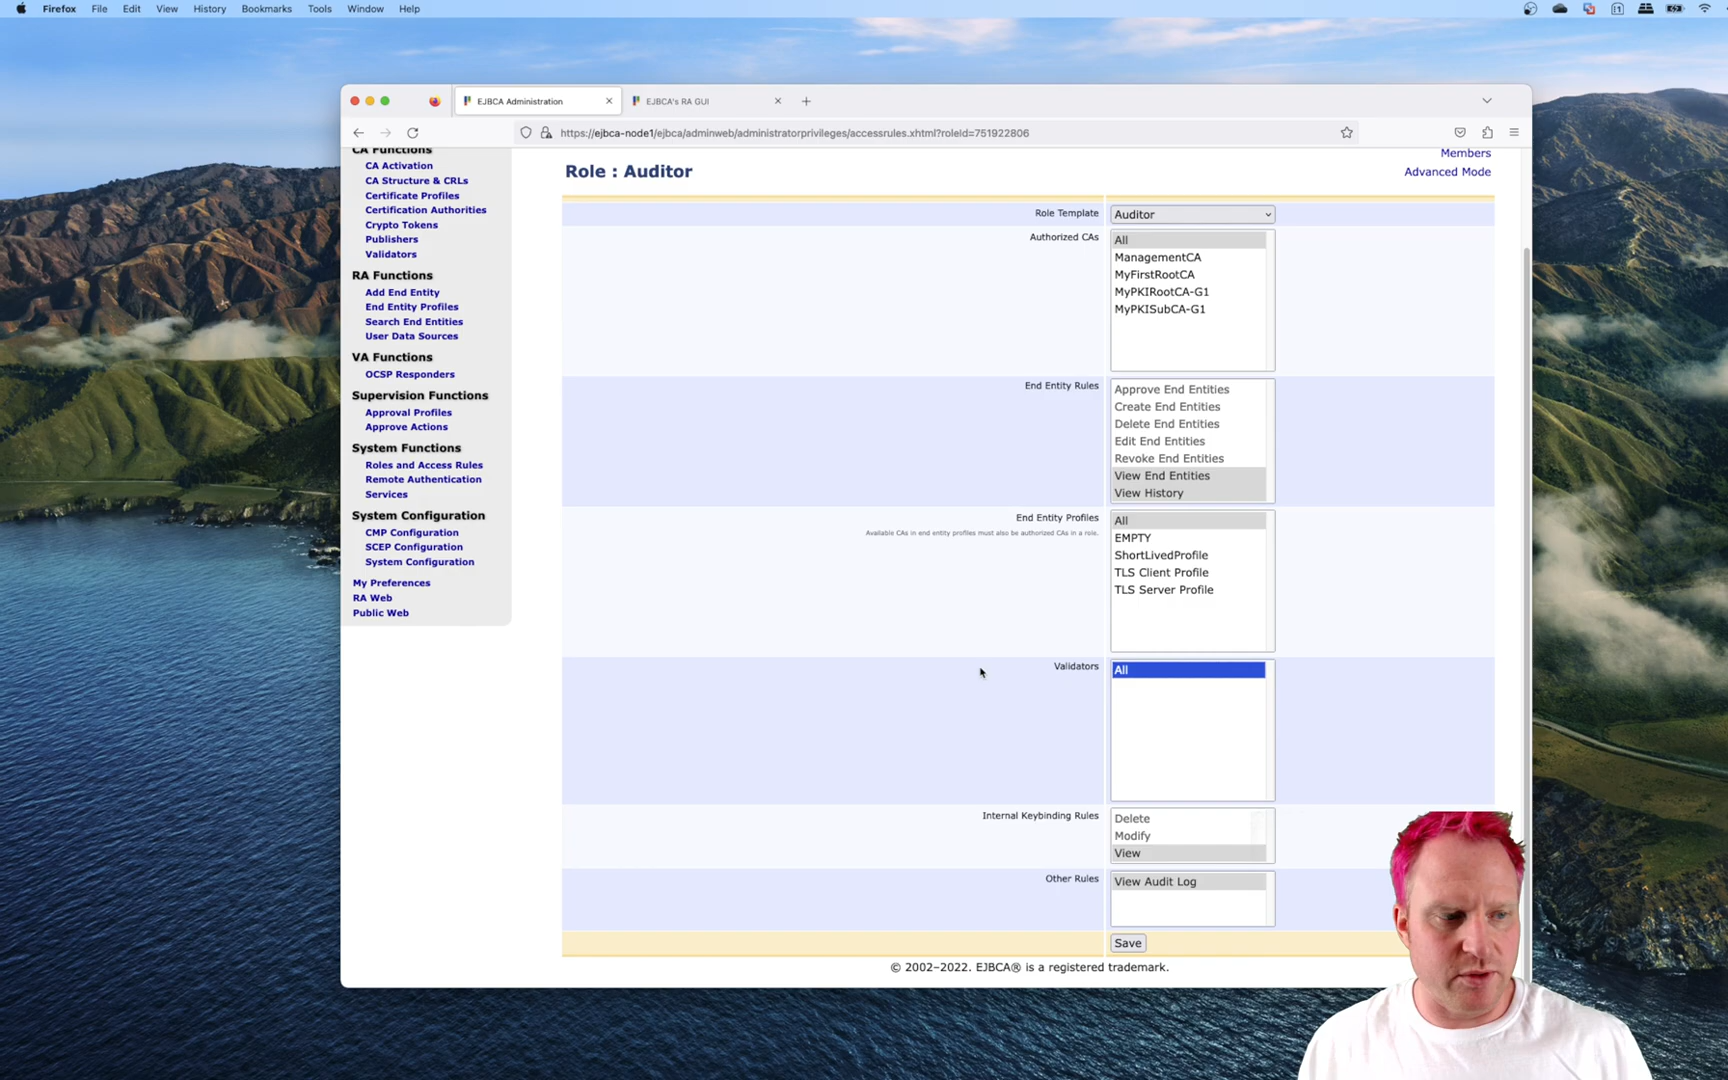 Firefox File Edit View History Bookmarks Tools Window Help
EJBCA Administration
EJBCA's RA GUI
https://ejbca-node1/ejbca/adminweb/administratorprivileges/accessrules.xhtml?roleId=751922806
CA Functions
CA Activation
CA Structure & CRLs
Certificate Profiles
Certification Authorities
Crypto Tokens
Publishers
Validators
RA Functions
Add End Entity
End Entity Profiles
Search End Entities
User Data Sources
VA Functions
OCSP Responders
Supervision Functions
Approval Profiles
Approve Actions
System Functions
Roles and Access Rules
Remote Authentication
Services
System Configuration
CMP Configuration
SCEP Configuration
System Configuration
My Preferences
RA Web
Public Web
Members
Role : Auditor
Advanced Mode
Role Template
Auditor
Authorized CAs
All
ManagementCA
MyFirstRootCA
MyPKIRootCA-G1
MyPKISubCA-G1
End Entity Rules
Approve End Entities
Create End Entities
Delete End Entities
Edit End Entities
Revoke End Entities
View End Entities
View History
End Entity Profiles
Available CAs in end entity profiles must also be authorized CAs in a role.
All
EMPTY
ShortLivedProfile
TLS Client Profile
TLS Server Profile
Validators
All
Internal Keybinding Rules
Delete
Modify
View
Other Rules
View Audit Log
Save
© 2002–2022. EJBCA® is a registered trademark.